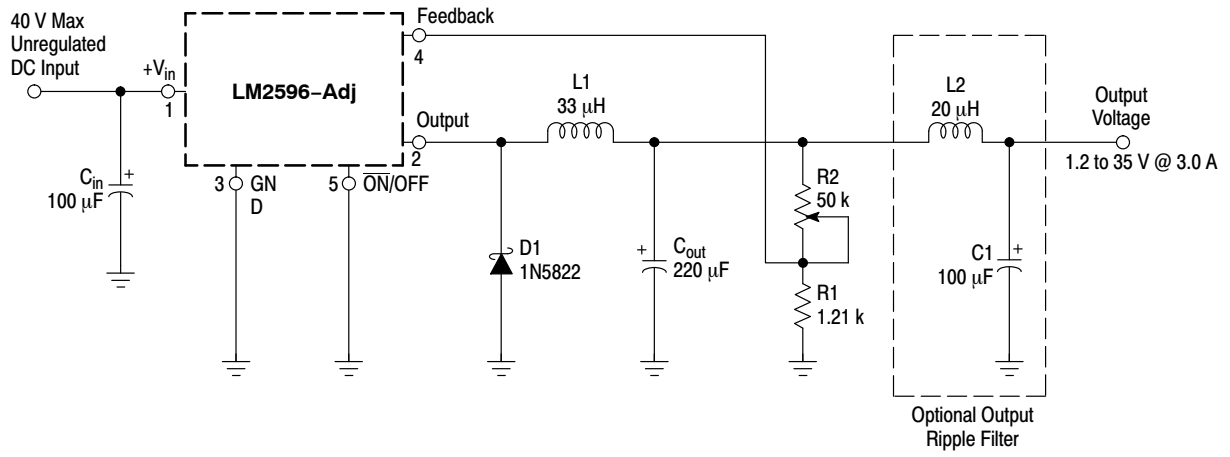 40 V Max
Unregulated
DC Input
+Vin
1
LM2596−Adj
Feedback
4
Output
2
3
GN
D
5
ON/OFF
Cin
100 μF
+
L1
33 μH
D1
1N5822
+
Cout
220 μF
R2
50 k
R1
1.21 k
L2
20 μH
C1
100 μF
+
Output
Voltage
1.2 to 35 V @ 3.0 A
Optional Output
Ripple Filter